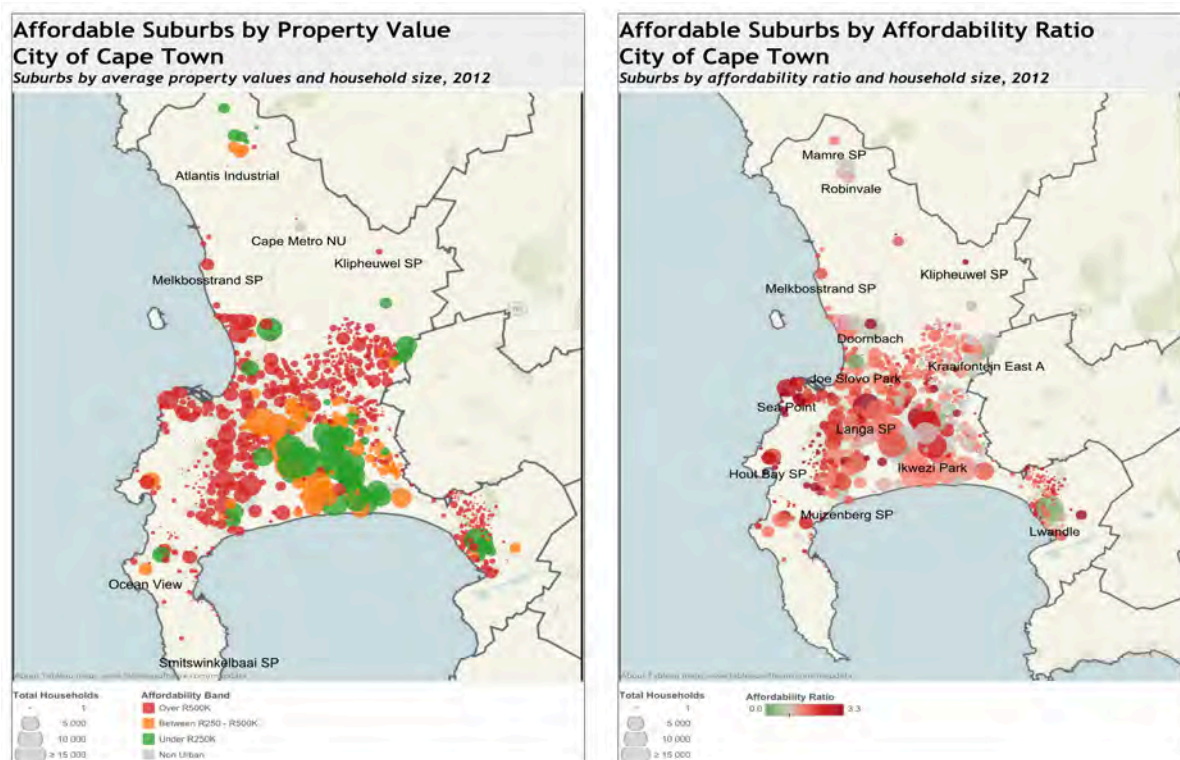 Affordable Suburbs by Property Value
City of Cape Town
Suburbs by average property values and household size, 2012
Atlantis Industrial
Cape Metro NU
Klipheuwel SP
Melkbosstrand SP
Ocean View
Smitswinkelbaai SP
Total Households
1
5 000
10 000
≥ 15 000
Affordability Band
Over R500K
Between R250 - R500K
Under R250K
Non Urban
Affordable Suburbs by Affordability Ratio
City of Cape Town
Suburbs by affordability ratio and household size, 2012
Mamre SP
Robinvale
Klipheuwel SP
Melkbosstrand SP
Doornbach
Kraaifontein East A
Joe Slovo Park
Sea Point
Langa SP
Ikwezi Park
Hout Bay SP
Muizenberg SP
Lwandle
Total Households
1
5 000
10 000
≥ 15 000
Affordability Ratio
0.0 3.3